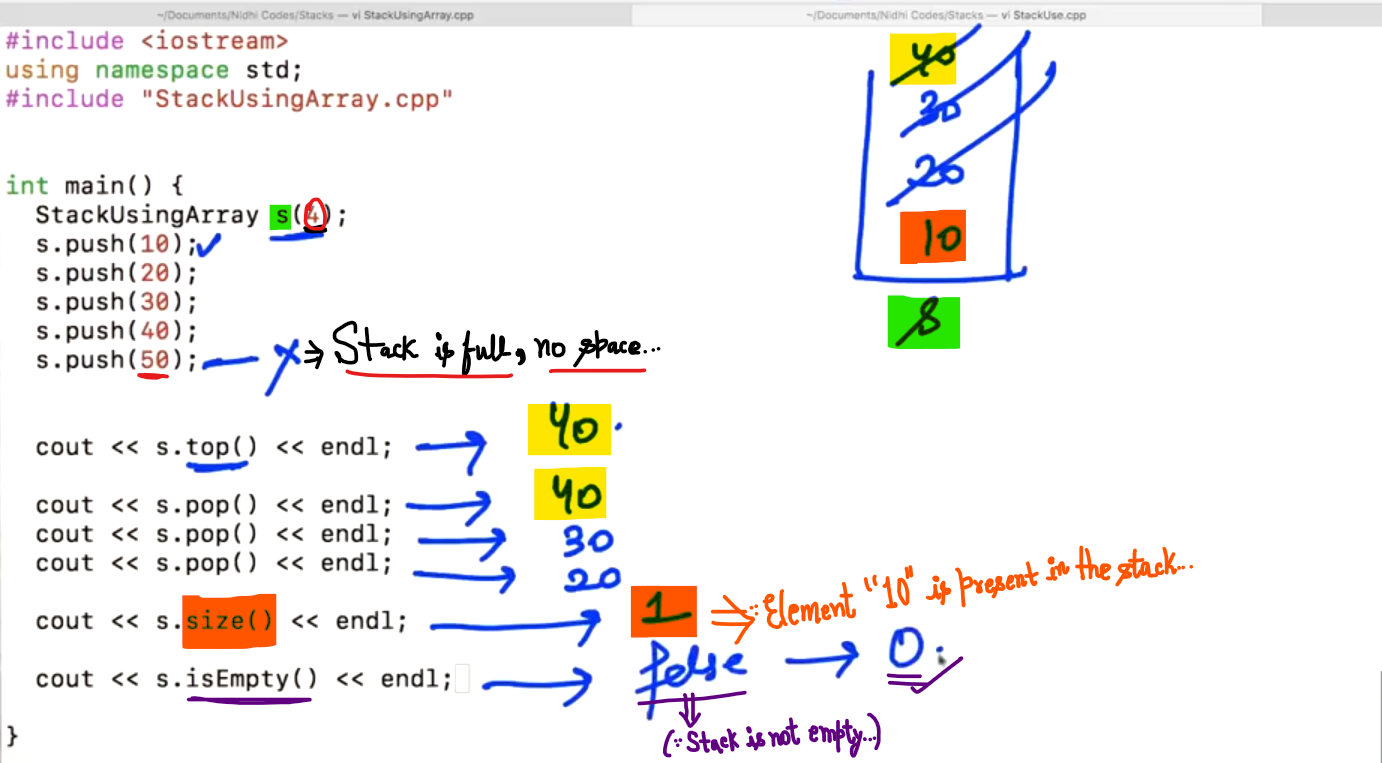 ~/Documents/Nidhi Codes/Stacks — vi StackUsingArray.cpp
~/Documents/Nidhi Codes/Stacks — vi StackUse.cpp
#include <iostream>
using namespace std;
#include "StackUsingArray.cpp"
int main() {
StackUsingArray s(4);
s.push(10);
s.push(20);
s.push(30);
s.push(40);
s.push(50); ⇒ Stack is full, no space...
40
30
20
10
S
cout << s.top() << endl; → 40
cout << s.pop() << endl; → 40
cout << s.pop() << endl; → 30
cout << s.pop() << endl; → 20
cout << s.size() << endl; → 1 ⇒ ∵ Element "10" is present in the stack...
cout << s.isEmpty() << endl; → false → 0
(∵ Stack is not empty...)
}